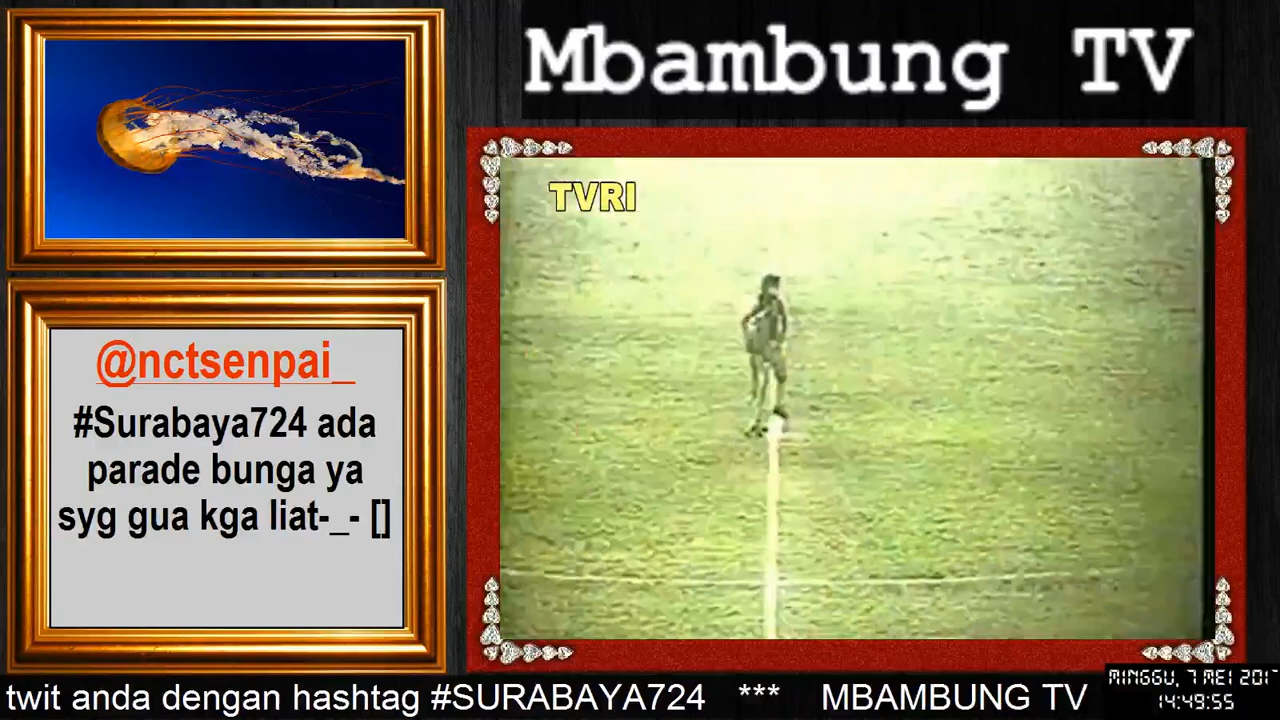 Mbambung TV
TVRI
@nctsenpai_
#Surabaya724 ada
parade bunga ya
syg gua kga liat-_- []
twit anda dengan hashtag #SURABAYA724 *** MBAMBUNG TV
MINGGU, 7 MEI 2017
14:49:55